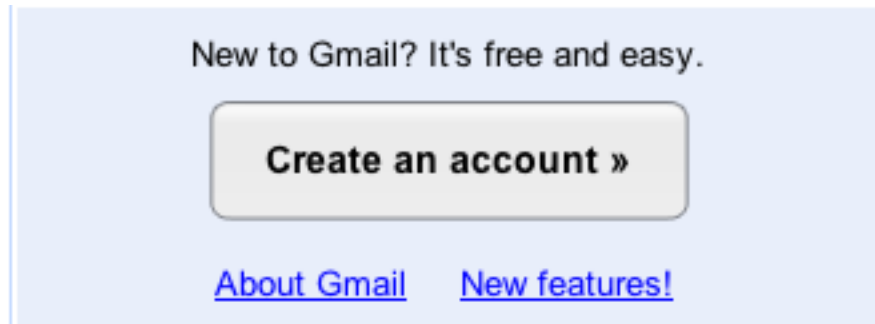 New to Gmail? It's free and easy.
Create an account »
About Gmail New features!